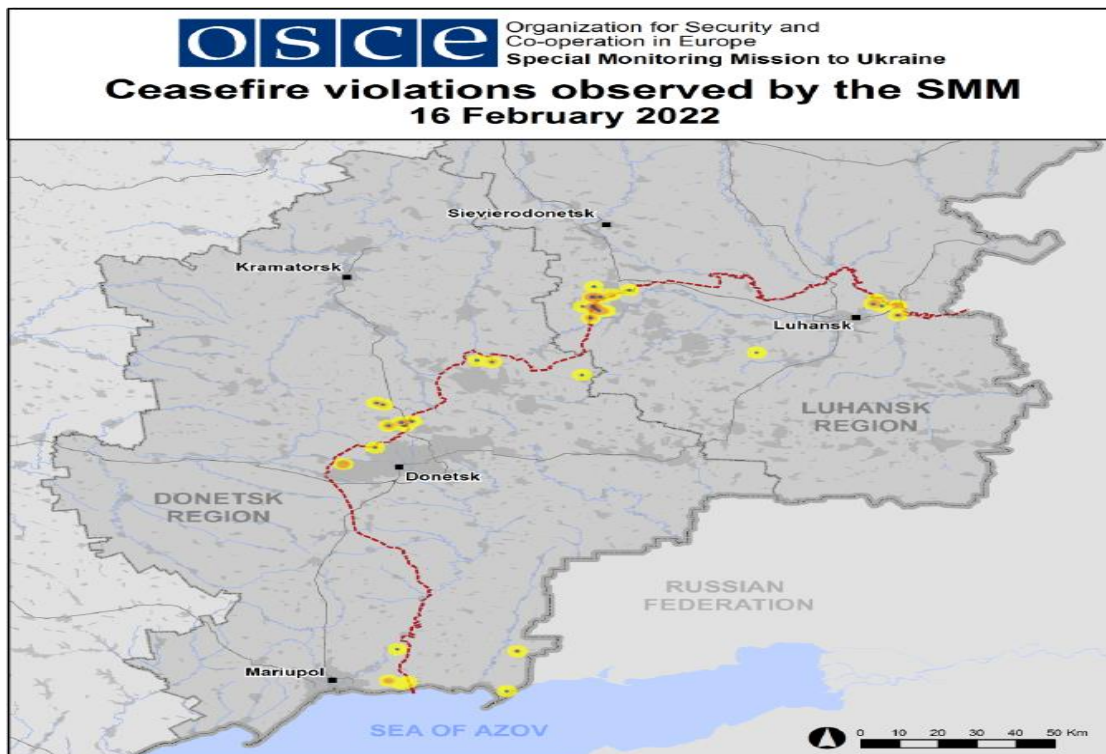 osce
Organization for Security and
Co-operation in Europe
Special Monitoring Mission to Ukraine
Ceasefire violations observed by the SMM
16 February 2022
Sievierodonetsk
Kramatorsk
Luhansk
LUHANSK
REGION
Donetsk
DONETSK
REGION
RUSSIAN
FEDERATION
Mariupol
SEA OF AZOV
0 10 20 30 40 50 Km